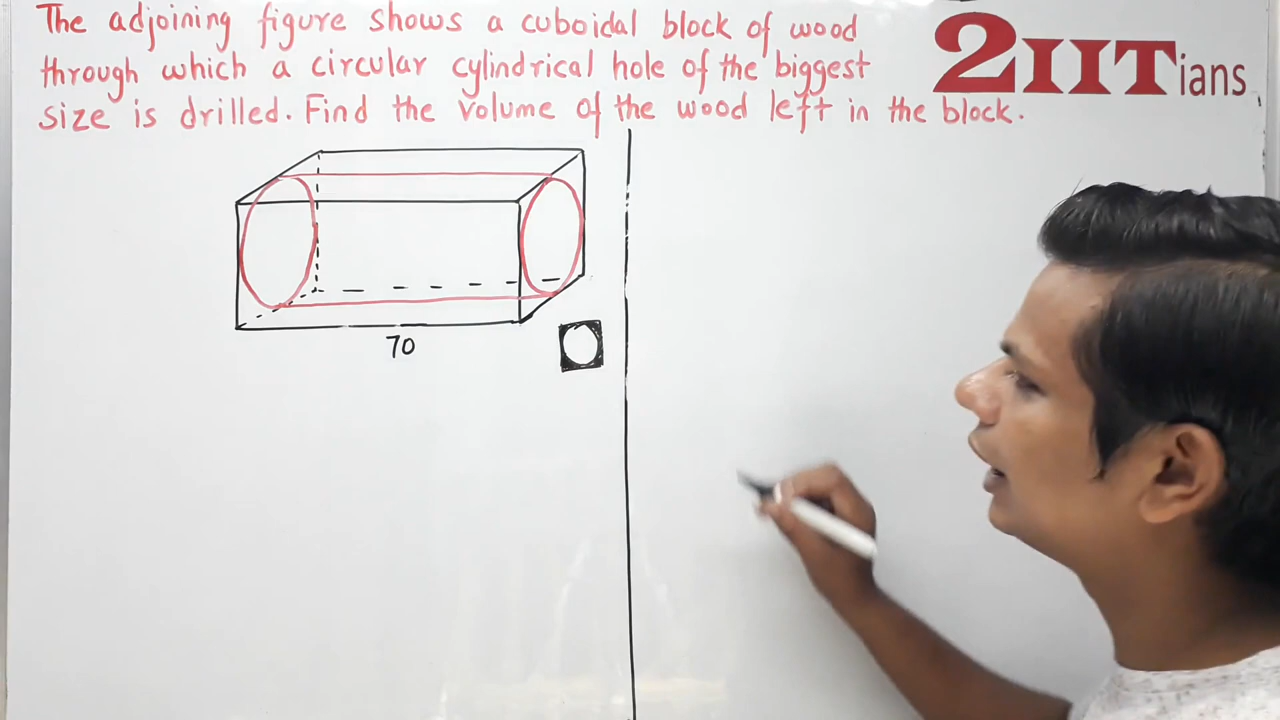 The adjoining figure shows a cuboidal block of wood
through which a circular cylindrical hole of the biggest
size is drilled. Find the volume of the wood left in the block.
2IITians
70